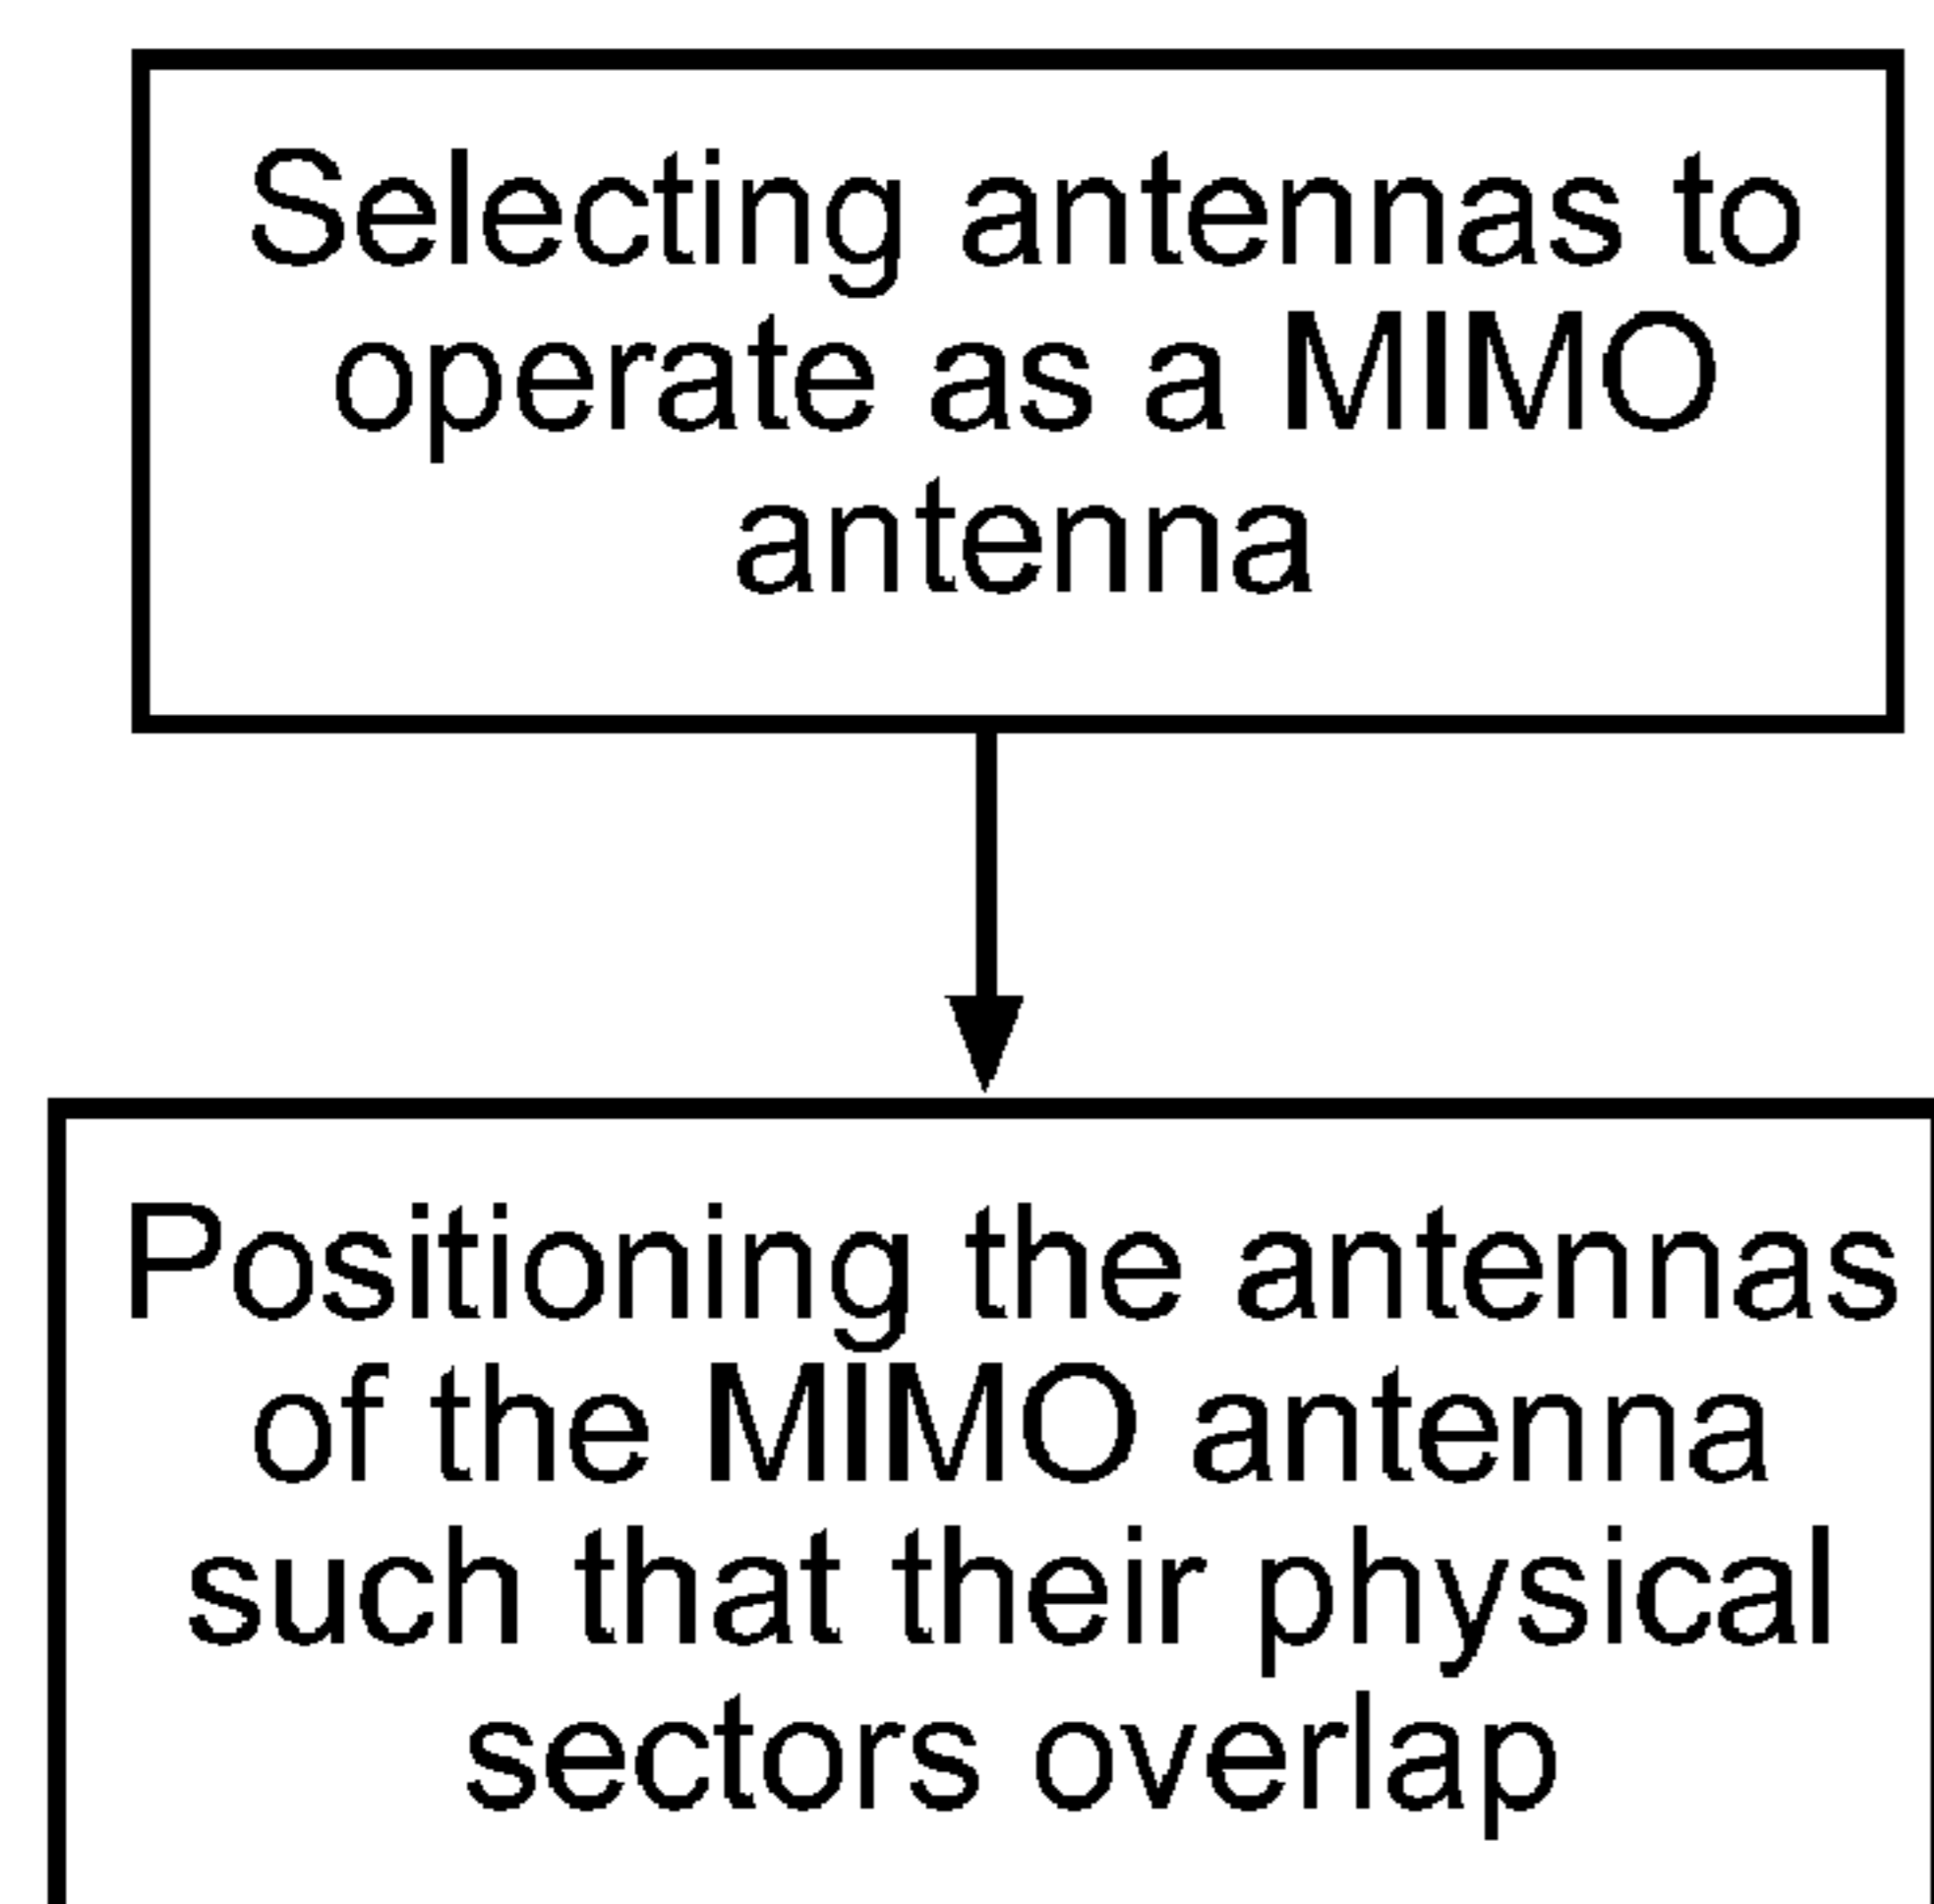 Selecting antennas to
operate as a MIMO
antenna
Positioning the antennas
of the MIMO antenna
such that their physical
sectors overlap